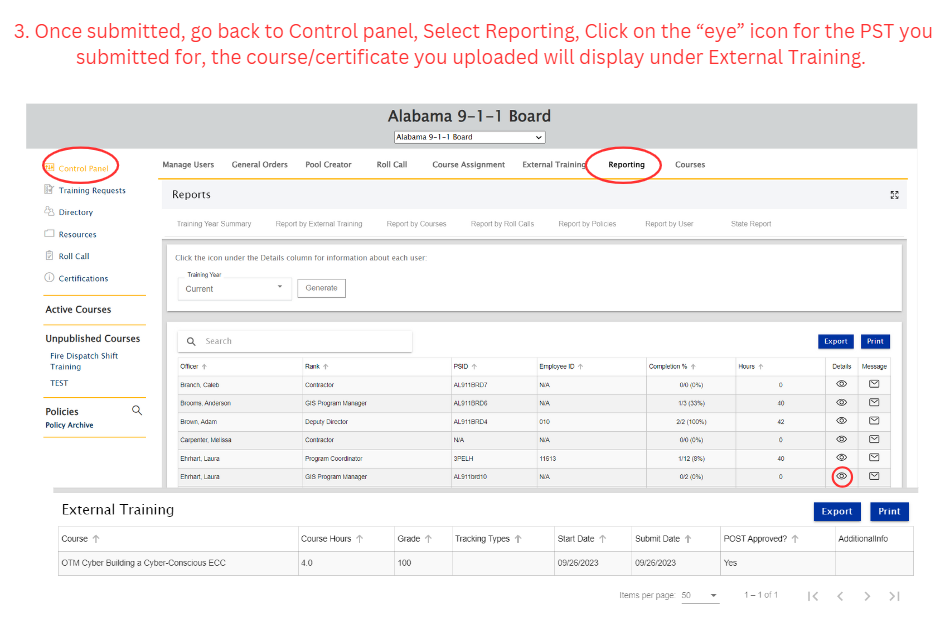 3. Once submitted, go back to Control panel, Select Reporting, Click on the “eye” icon for the PST you
submitted for, the course/certificate you uploaded will display under External Training.
Alabama 9-1-1 Board
Alabama 9-1-1 Board
Control Panel
Training Requests
Directory
Resources
Roll Call
Certifications
Active Courses
Unpublished Courses
Fire Dispatch Shift
Training
TEST
Policies
Policy Archive
Manage Users General Orders Pool Creator Roll Call Course Assignment External Training Reporting Courses
Reports
Training Year Summary Report by External Training Report by Courses Report by Roll Calls Report by Policies Report by User State Report
Click the icon under the Details column for information about each user:
Training Year
Current Generate
Search Export Print
Officer Rank PSID Employee ID Completion % Hours Details Message
Branch, Caleb Contractor AL911BRD7 N/A 0/0 (0%) 0
Brooms, Anderson GIS Program Manager AL911BRD6 N/A 1/3 (33%) 40
Brown, Adam Deputy Director AL911BRD4 010 2/2 (100%) 42
Carpenter, Melissa Contractor N/A N/A 0/0 (0%) 0
Ehrhart, Laura Program Coordinator 3PELH 11513 1/12 (8%) 40
Ehrhart, Laura GIS Program Manager AL911brd10 N/A 0/2 (0%) 0
External Training Export Print
Course Course Hours Grade Tracking Types Start Date Submit Date POST Approved? AdditionalInfo
OTM Cyber Building a Cyber-Conscious ECC 4.0 100 09/26/2023 09/26/2023 Yes
Items per page: 50 1 – 1 of 1